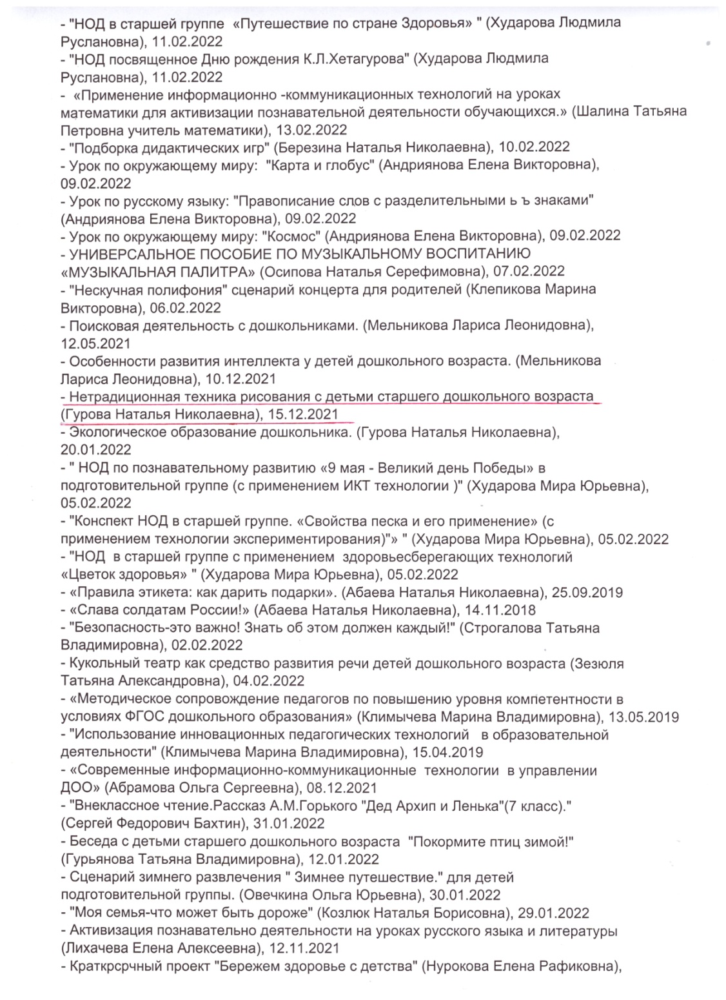 - "НОД в старшей группе  «Путешествие по стране Здоровья» " (Хударова Людмила
Руслановна), 11.02.2022
- "НОД посвященное Дню рождения К.Л.Хетагурова" (Хударова Людмила
Руслановна), 11.02.2022
-  «Применение информационно -коммуникационных технологий на уроках
математики для активизации познавательной деятельности обучающихся.» (Шалина Татьяна
Петровна учитель математики), 13.02.2022
- "Подборка дидактических игр" (Березина Наталья Николаевна), 10.02.2022
- Урок по окружающему миру:  "Карта и глобус" (Андриянова Елена Викторовна),
09.02.2022
- Урок по русскому языку: "Правописание слов с разделительными ь ъ знаками"
(Андриянова Елена Викторовна), 09.02.2022
- Урок по окружающему миру: "Космос" (Андриянова Елена Викторовна), 09.02.2022
- УНИВЕРСАЛЬНОЕ ПОСОБИЕ ПО МУЗЫКАЛЬНОМУ ВОСПИТАНИЮ
«МУЗЫКАЛЬНАЯ ПАЛИТРА» (Осипова Наталья Серефимовна), 07.02.2022
- "Нескучная полифония" сценарий концерта для родителей (Клепикова Марина
Викторовна), 06.02.2022
- Поисковая деятельность с дошкольниками. (Мельникова Лариса Леонидовна),
12.05.2021
- Особенности развития интеллекта у детей дошкольного возраста. (Мельникова
Лариса Леонидовна), 10.12.2021
- Нетрадиционная техника рисования с детьми старшего дошкольного возраста
(Гурова Наталья Николаевна), 15.12.2021
- Экологическое образование дошкольника. (Гурова Наталья Николаевна),
20.01.2022
- " НОД по познавательному развитию «9 мая - Великий день Победы» в
подготовительной группе (с применением ИКТ технологии )" (Хударова Мира Юрьевна),
05.02.2022
- "Конспект НОД в старшей группе. «Свойства песка и его применение» (с
применением технологии экспериментирования)"» " (Хударова Мира Юрьевна), 05.02.2022
- "НОД  в старшей группе с применением  здоровьесберегающих технологий
«Цветок здоровья» " (Хударова Мира Юрьевна), 05.02.2022
- «Правила этикета: как дарить подарки». (Абаева Наталья Николаевна), 25.09.2019
- «Слава солдатам России!» (Абаева Наталья Николаевна), 14.11.2018
- "Безопасность-это важно! Знать об этом должен каждый!" (Строгалова Татьяна
Владимировна), 02.02.2022
- Кукольный театр как средство развития речи детей дошкольного возраста (Зезюля
Татьяна Александровна), 04.02.2022
- «Методическое сопровождение педагогов по повышению уровня компетентности в
условиях ФГОС дошкольного образования» (Климычева Марина Владимировна), 13.05.2019
- "Использование инновационных педагогических технологий   в образовательной
деятельности" (Климычева Марина Владимировна), 15.04.2019
- «Современные информационно-коммуникационные  технологии  в управлении
ДОО» (Абрамова Ольга Сергеевна), 08.12.2021
- "Внеклассное чтение.Рассказ А.М.Горького "Дед Архип и Ленька"(7 класс)."
(Сергей Федорович Бахтин), 31.01.2022
- Беседа с детьми старшего дошкольного возраста  "Покормите птиц зимой!"
(Гурьянова Татьяна Владимировна), 12.01.2022
- Сценарий зимнего развлечения " Зимнее путешествие." для детей
подготовительной группы. (Овечкина Ольга Юрьевна), 30.01.2022
- "Моя семья-что может быть дороже" (Козлюк Наталья Борисовна), 29.01.2022
- Активизация познавательно деятельности на уроках русского языка и литературы
(Лихачева Елена Алексеевна), 12.11.2021
- Краткрсрчный проект "Бережем здоровье с детства" (Нурокова Елена Рафиковна),